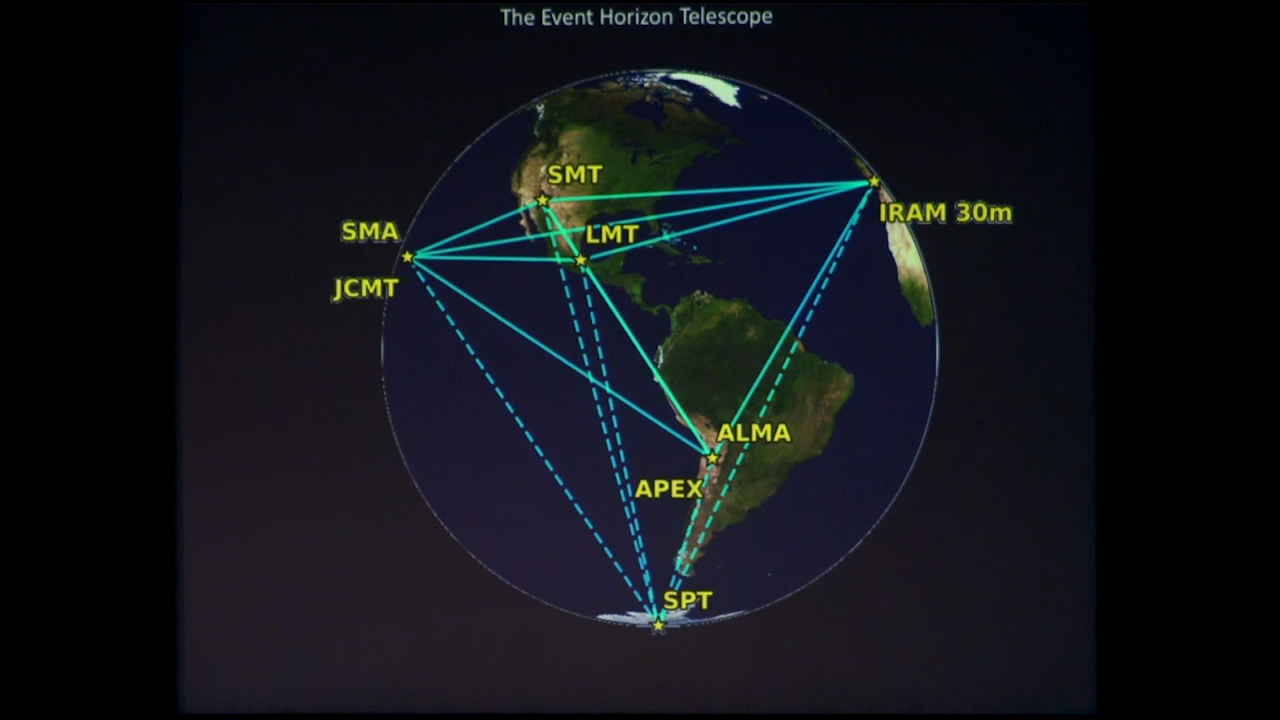 The Event Horizon Telescope
SMT
IRAM 30m
SMA
LMT
JCMT
ALMA
APEX
SPT